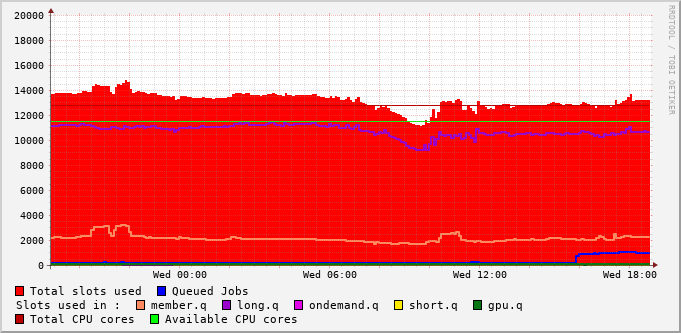 RRDTOOL / TOBI OETIKER
20000
18000
16000
14000
12000
10000
8000
6000
4000
2000
0
Wed 00:00 Wed 06:00 Wed 12:00 Wed 18:00
Total slots used Queued Jobs
Slots used in : member.q long.q ondemand.q short.q gpu.q
Total CPU cores Available CPU cores